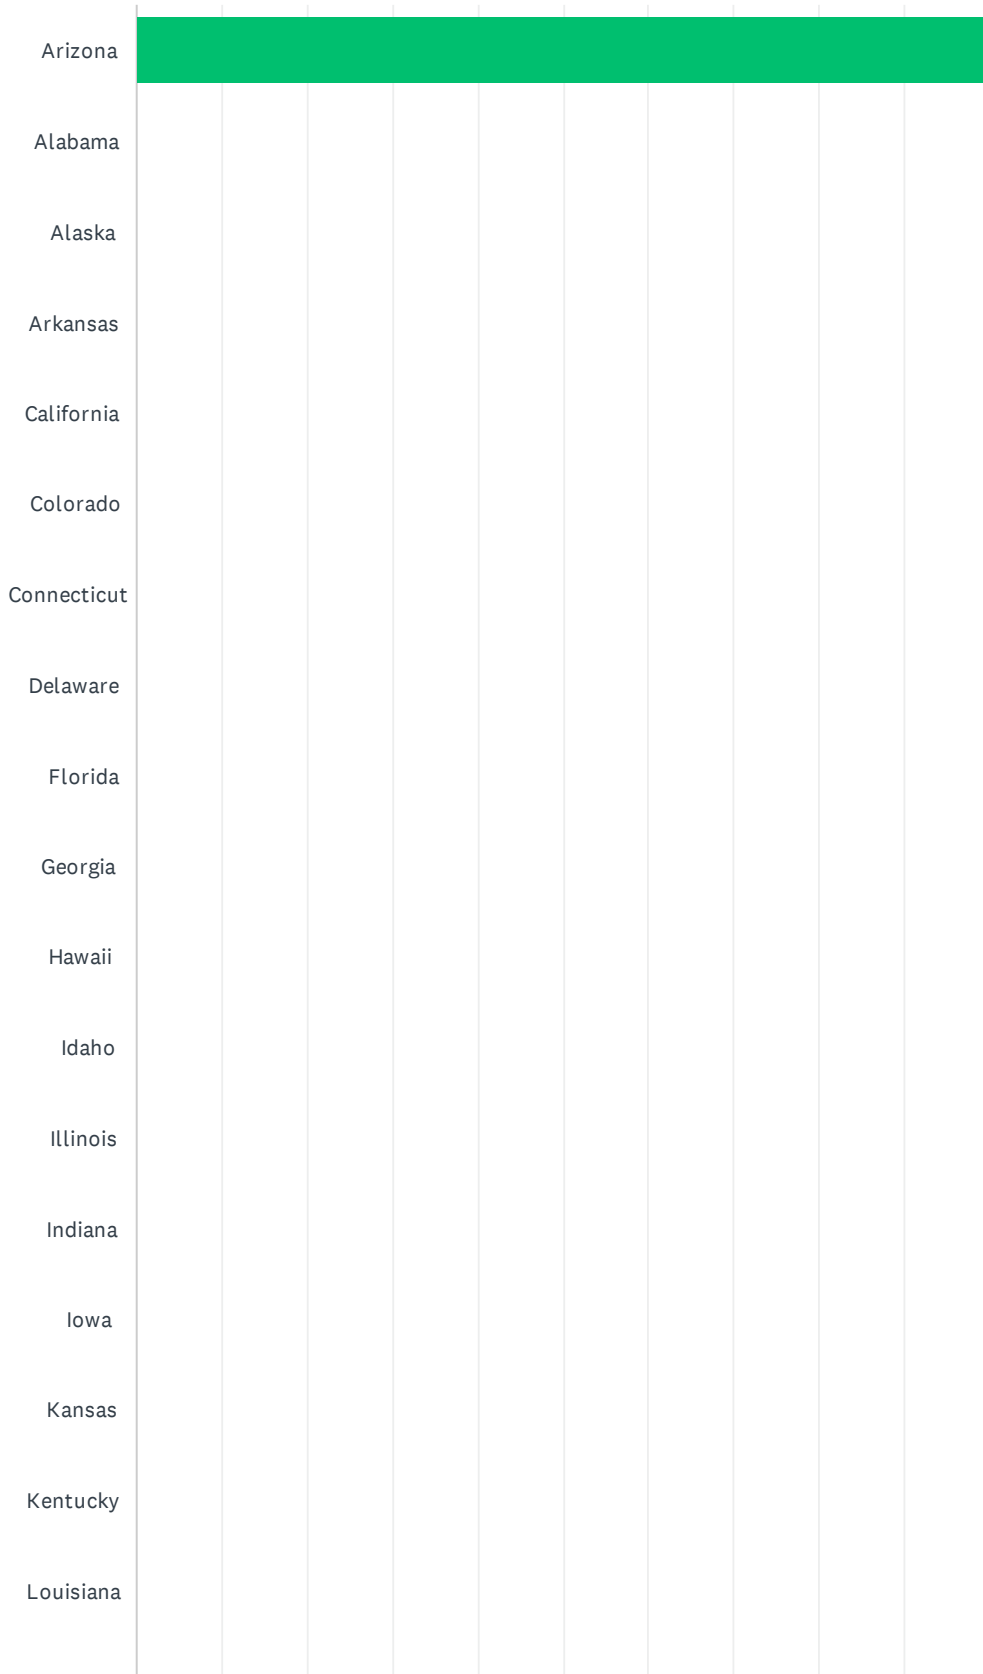 Arizona
Alabama
Alaska
Arkansas
California
Colorado
Connecticut
Delaware
Florida
Georgia
Hawaii
Idaho
Illinois
Indiana
Iowa
Kansas
Kentucky
Louisiana